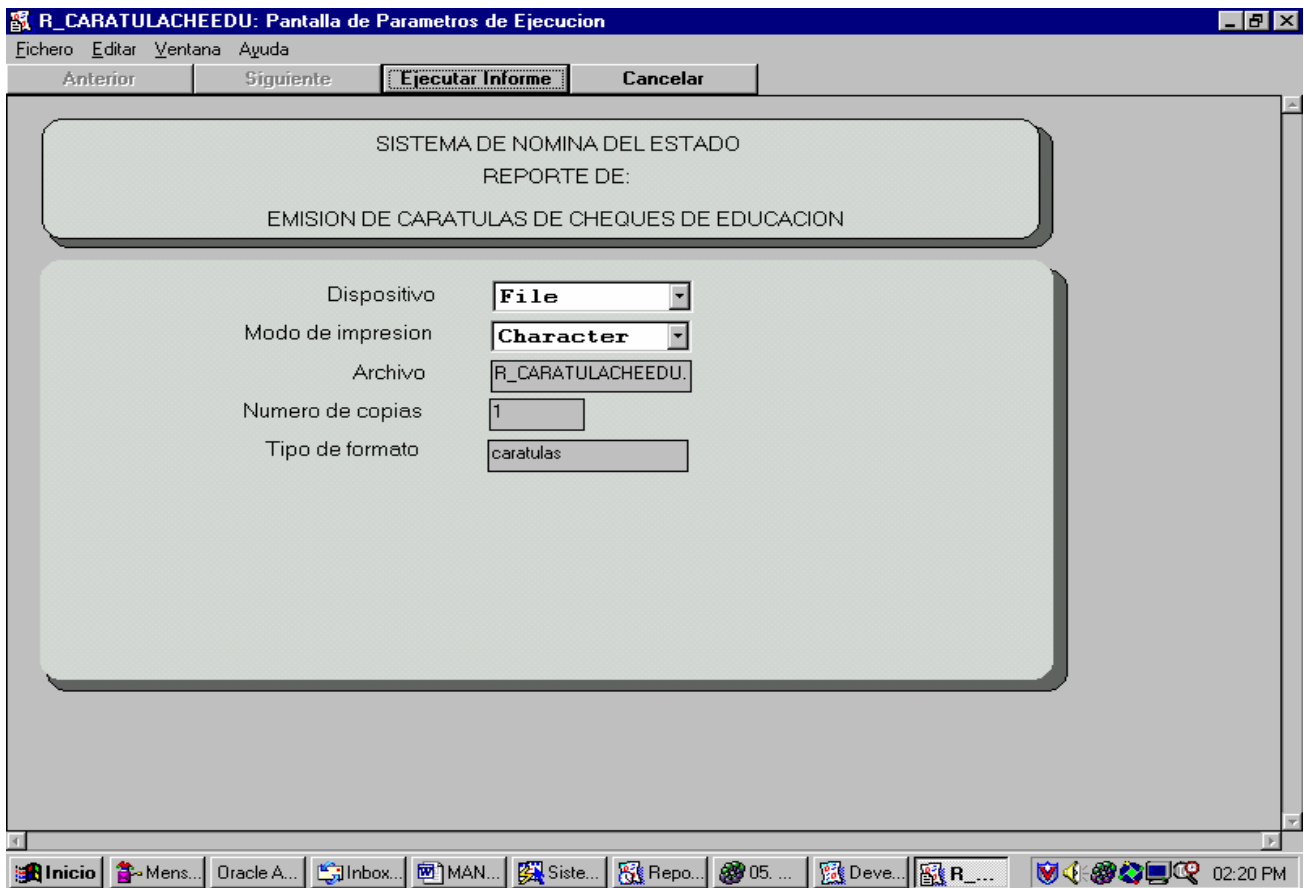 R_CARATULACHEEDU: Pantalla de Parametros de Ejecucion
Fichero Editar Ventana Ayuda
Anterior Siguiente Ejecutar Informe Cancelar
SISTEMA DE NOMINA DEL ESTADO
REPORTE DE:
EMISION DE CARATULAS DE CHEQUES DE EDUCACION
Dispositivo File
Modo de impresion Character
Archivo R_CARATULACHEEDU.
Numero de copias 1
Tipo de formato caratulas
Inicio Mens... Oracle A... Inbox... MAN... Siste... Repo... 05. ... Deve... R_... 02:20 PM